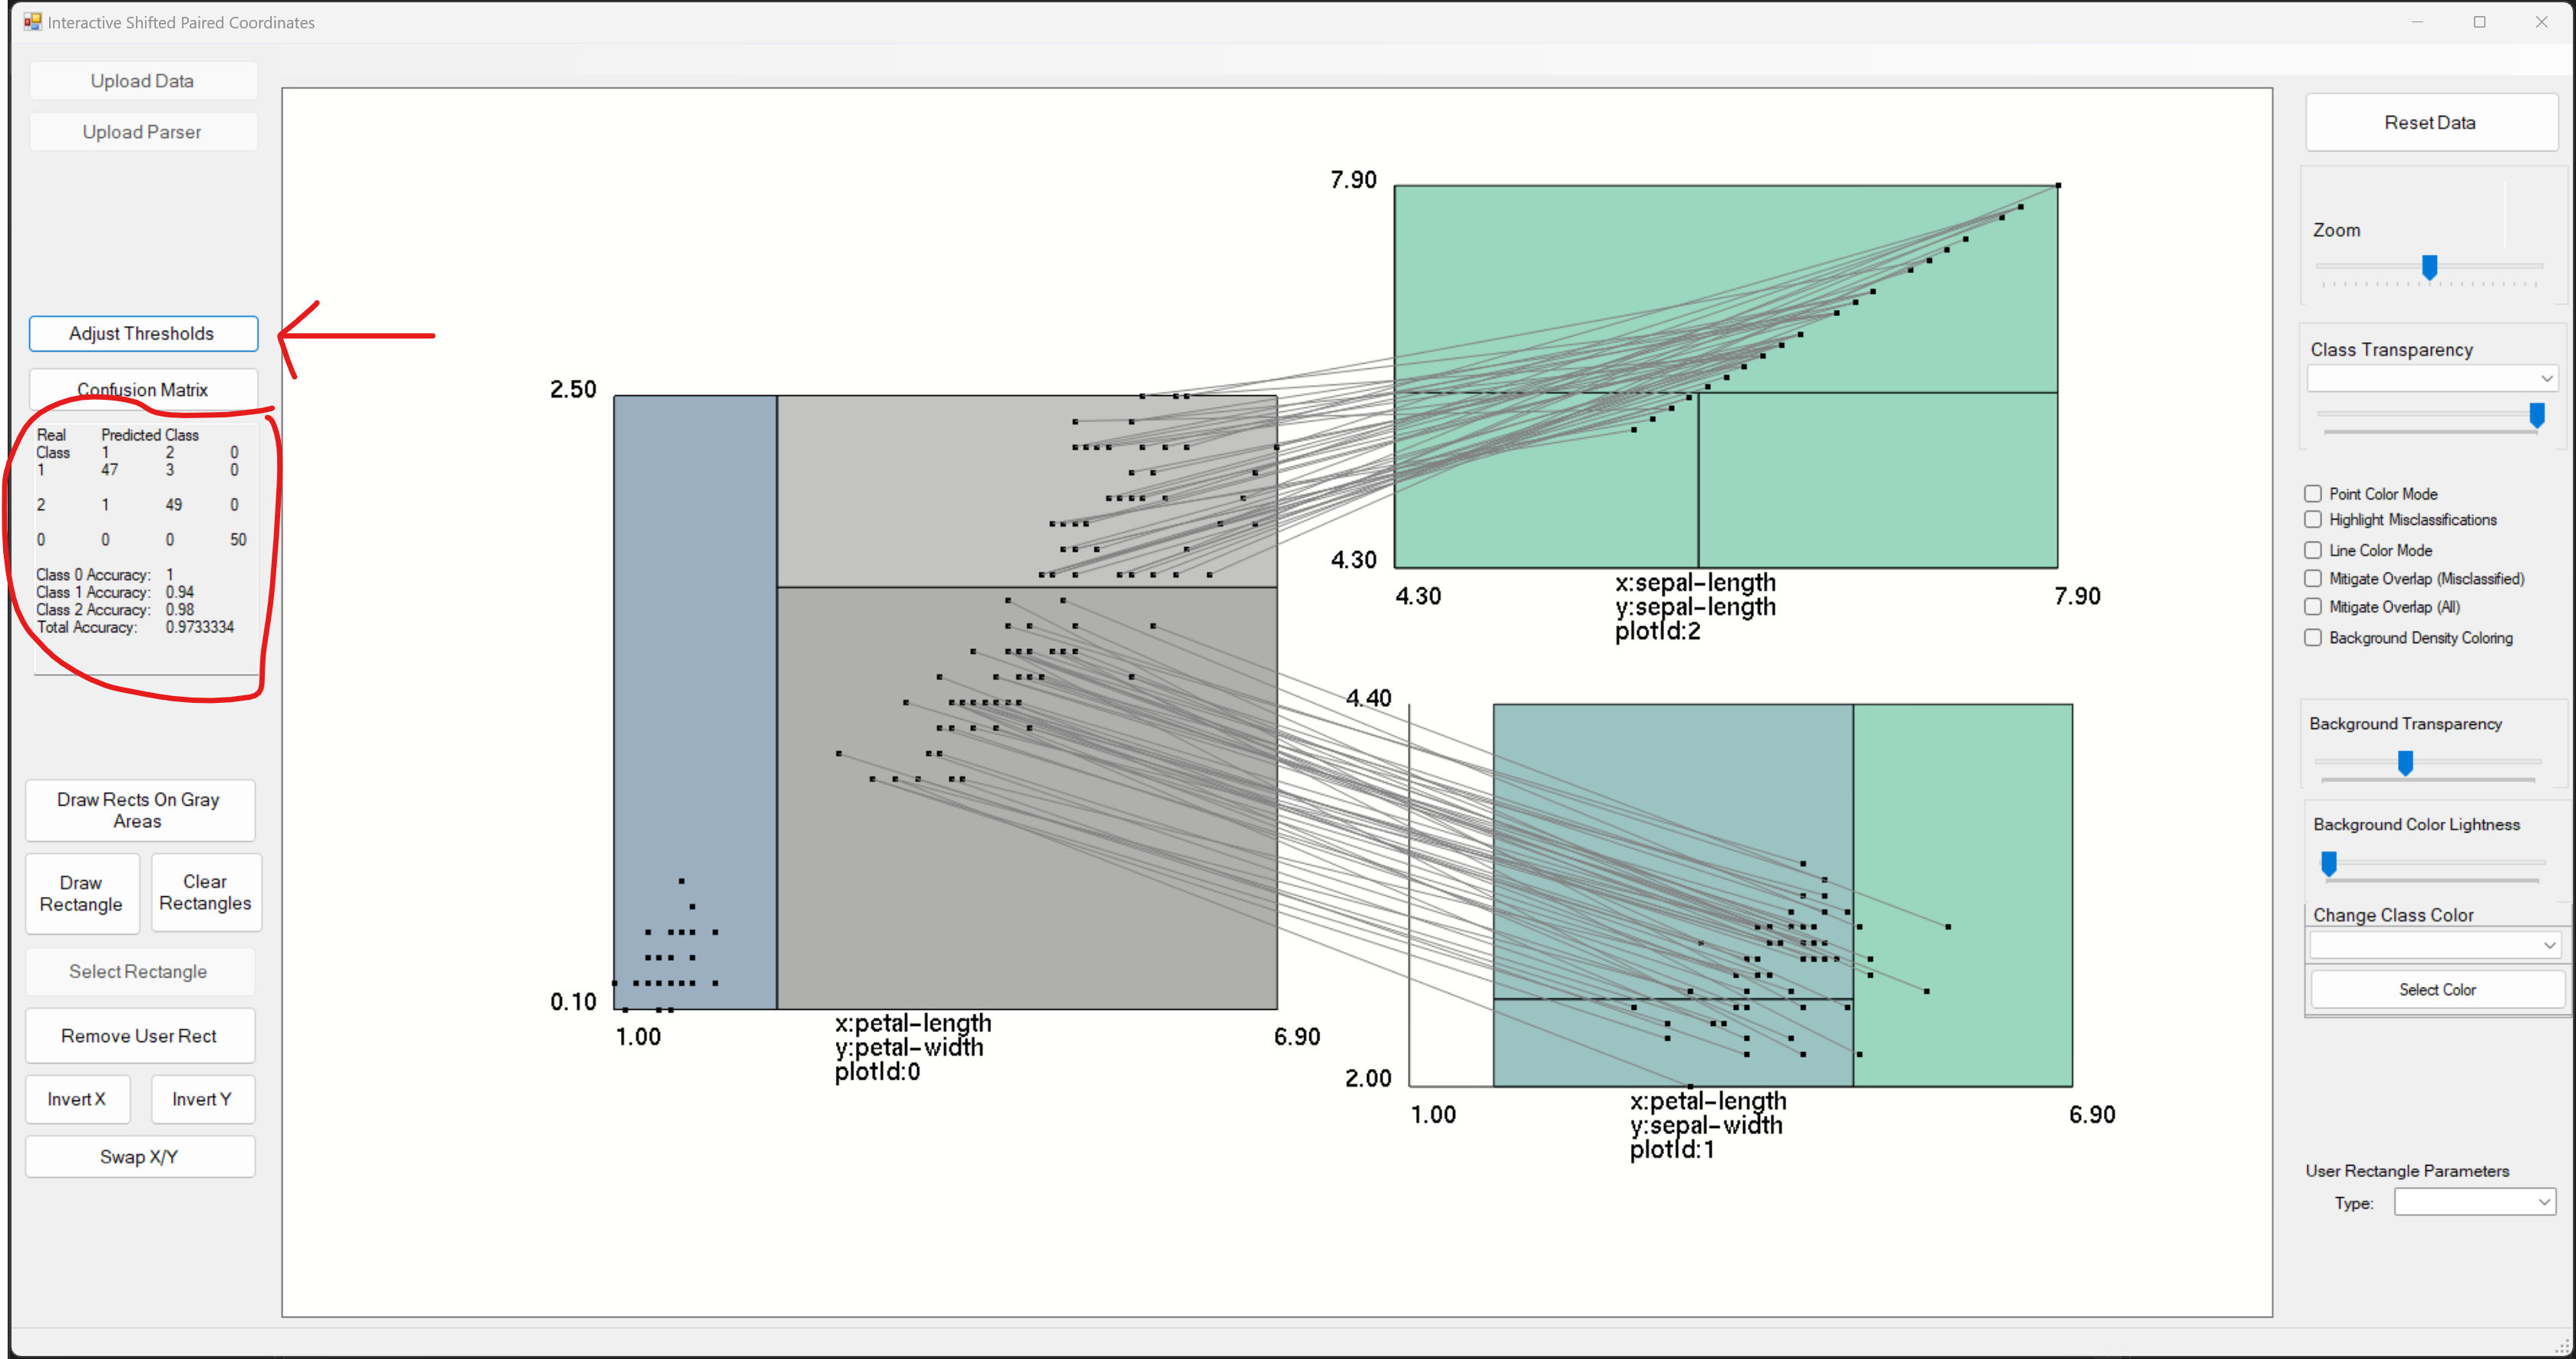 Interactive Shifted Paired Coordinates
Upload Data
Upload Parser
Adjust Thresholds
Confusion Matrix
Real Predicted Class
Class 1 2 0
1 47 3 0
2 1 49 0
0 0 0 50
Class 0 Accuracy: 1
Class 1 Accuracy: 0.94
Class 2 Accuracy: 0.98
Total Accuracy: 0.9733334
Draw Rects On Gray
Areas
Draw
Rectangle
Clear
Rectangles
Select Rectangle
Remove User Rect
Invert X
Invert Y
Swap X/Y
2.50
0.10
1.00
6.90
x:petal-length
y:petal-width
plotId:0
7.90
4.30
4.30
7.90
x:sepal-length
y:sepal-length
plotId:2
4.40
2.00
1.00
6.90
x:petal-length
y:sepal-width
plotId:1
Reset Data
Zoom
Class Transparency
Point Color Mode
Highlight Misclassifications
Line Color Mode
Mitigate Overlap (Misclassified)
Mitigate Overlap (All)
Background Density Coloring
Background Transparency
Background Color Lightness
Change Class Color
Select Color
User Rectangle Parameters
Type: